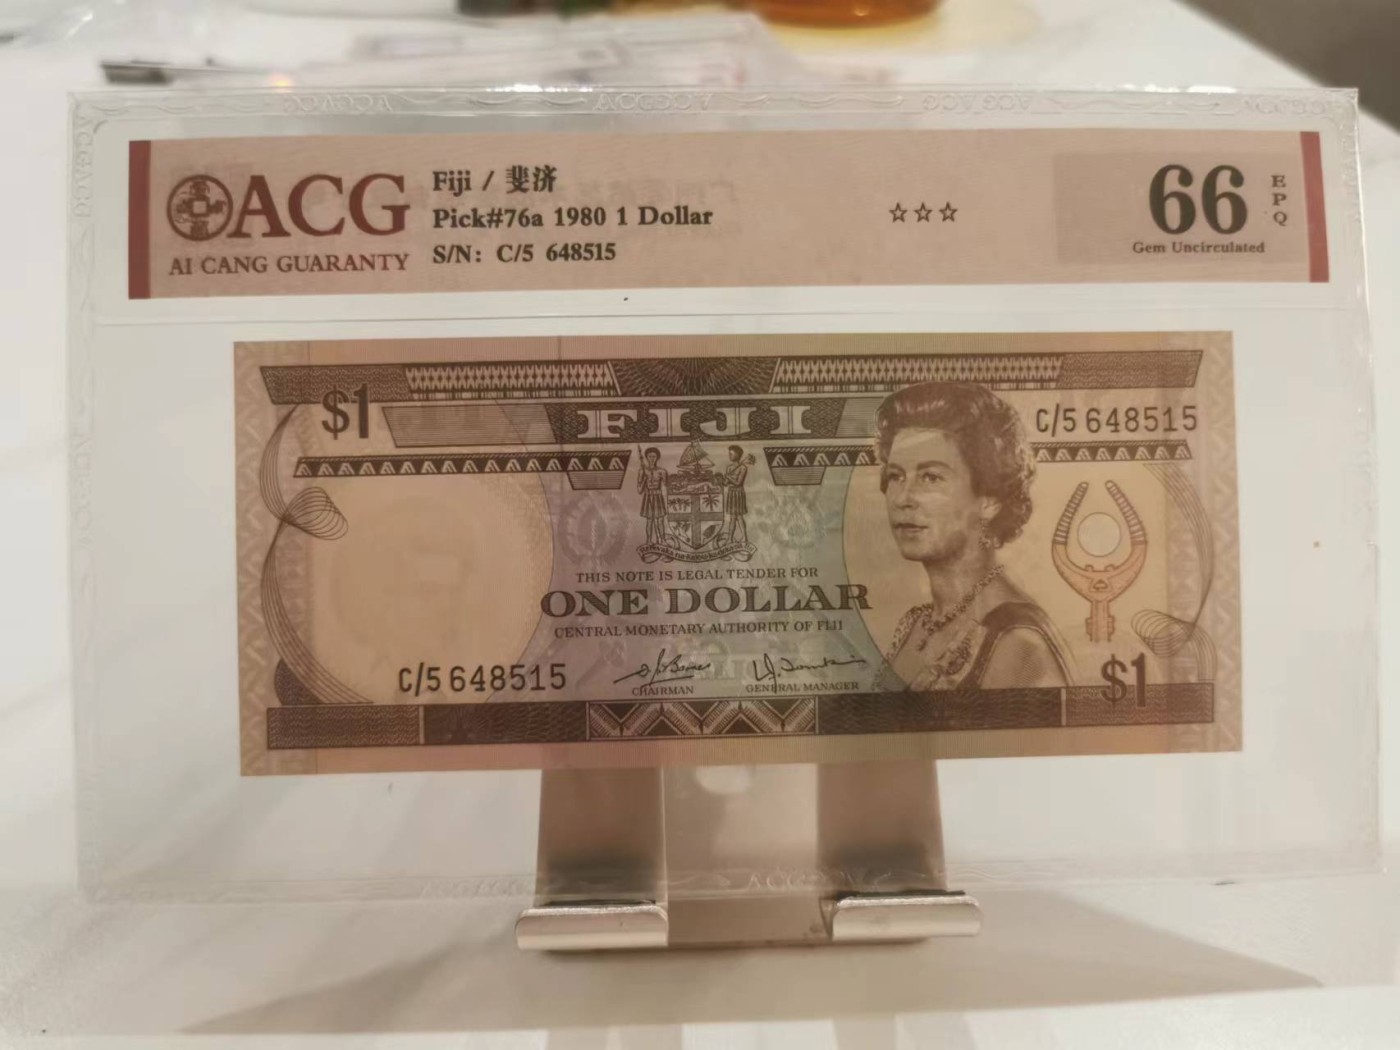 ACG
AI CANG GUARANTY
Fiji / 斐济
Pick#76a 1980 1 Dollar
S/N: C/5 648515
☆☆☆
66
EPQ
Gem Uncirculated
$1
FIJI
C/5 648515
THIS NOTE IS LEGAL TENDER FOR
ONE DOLLAR
CENTRAL MONETARY AUTHORITY OF FIJI
C/5 648515
CHAIRMAN
GENERAL MANAGER
$1